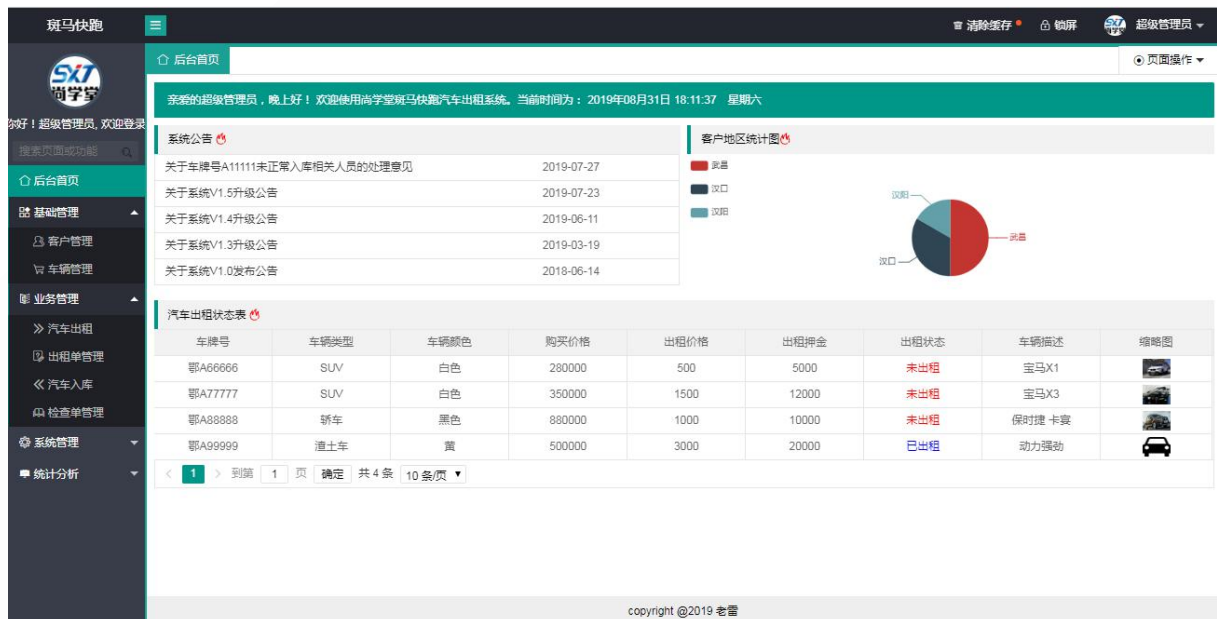 斑马快跑
清除缓存 锁屏 超级管理员
SXT
尚学堂
你好！超级管理员, 欢迎登录
搜索页面或功能
后台首页
基础管理
客户管理
车辆管理
业务管理
汽车出租
出租单管理
汽车入库
检查单管理
系统管理
统计分析
后台首页 页面操作
亲爱的超级管理员，晚上好！ 欢迎使用尚学堂斑马快跑汽车出租系统。当前时间为： 2019年08月31日 18:11:37 星期六
系统公告
关于车牌号A11111未正常入库相关人员的处理意见 2019-07-27
关于系统V1.5升级公告 2019-07-23
关于系统V1.4升级公告 2019-06-11
关于系统V1.3升级公告 2019-03-19
关于系统V1.0发布公告 2018-06-14
客户地区统计图
武昌
汉口
汉阳
汉阳
武昌
汉口
汽车出租状态表
车牌号 车辆类型 车辆颜色 购买价格 出租价格 出租押金 出租状态 车辆描述 缩略图
鄂A66666 SUV 白色 280000 500 5000 未出租 宝马X1
鄂A77777 SUV 白色 350000 1500 12000 未出租 宝马X3
鄂A88888 轿车 黑色 880000 1000 10000 未出租 保时捷 卡宴
鄂A99999 渣土车 黄 500000 3000 20000 已出租 动力强劲
1 到第 1 页 确定 共 4 条 10 条/页
copyright @2019 老雷